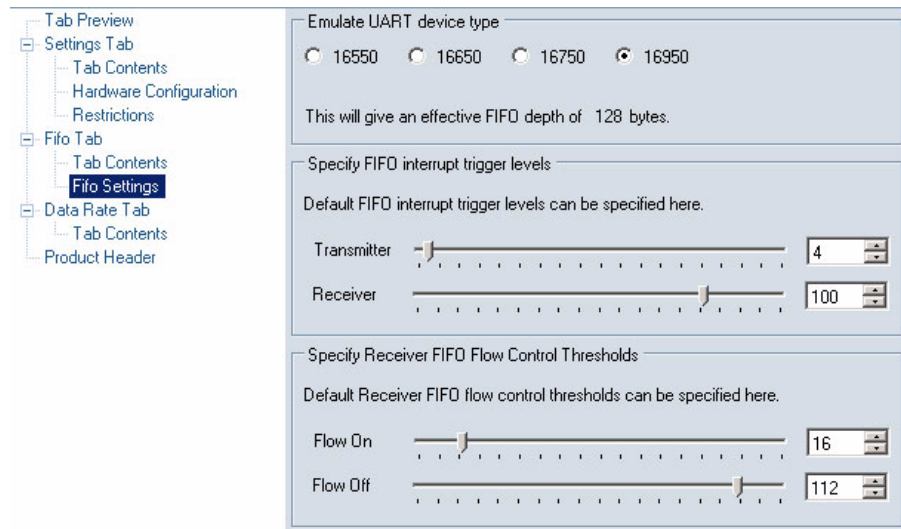 Tab Preview
Settings Tab
Tab Contents
Hardware Configuration
Restrictions
Fifo Tab
Tab Contents
Fifo Settings
Data Rate Tab
Tab Contents
Product Header
Emulate UART device type
16550 16650 16750 16950
This will give an effective FIFO depth of 128 bytes.
Specify FIFO interrupt trigger levels
Default FIFO interrupt trigger levels can be specified here.
Transmitter 4
Receiver 100
Specify Receiver FIFO Flow Control Thresholds
Default Receiver FIFO flow control thresholds can be specified here.
Flow On 16
Flow Off 112